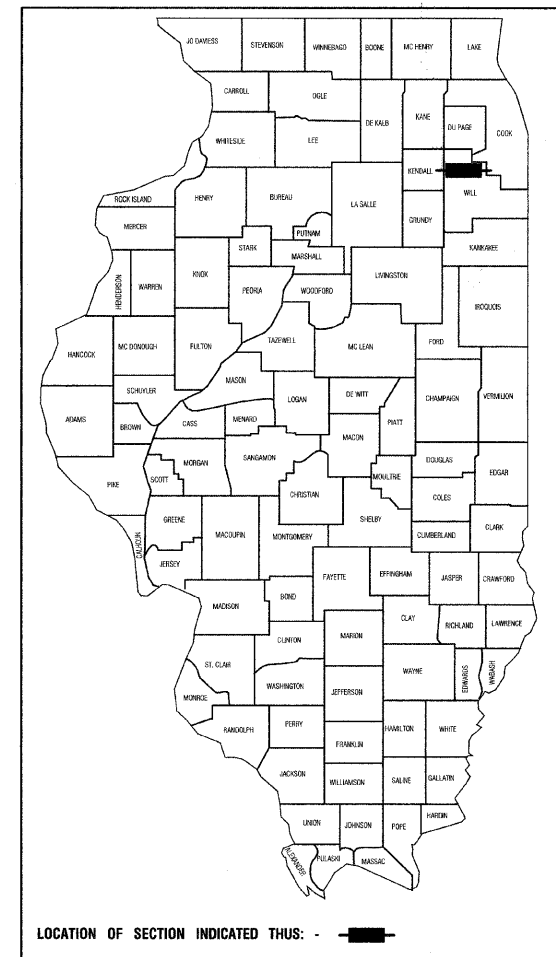 JO DAVIESS STEVENSON WINNEBAGO BOONE MC HENRY LAKE
CARROLL OGLE DE KALB KANE DU PAGE COOK
WHITESIDE LEE KENDALL WILL
ROCK ISLAND HENRY BUREAU LA SALLE GRUNDY
MERCER PUTNAM KANKAKEE
STARK MARSHALL LIVINGSTON
HENDERSON WARREN KNOX PEORIA WOODFORD IROQUOIS
HANCOCK MC DONOUGH FULTON TAZEWELL MC LEAN FORD
SCHUYLER MASON LOGAN DE WITT CHAMPAIGN VERMILION
ADAMS BROWN CASS MENARD MACON PIATT
PIKE SCOTT MORGAN SANGAMON CHRISTIAN MOULTRIE DOUGLAS EDGAR
COLES
CALHOUN GREENE MACOUPIN MONTGOMERY SHELBY CUMBERLAND CLARK
JERSEY FAYETTE EFFINGHAM JASPER CRAWFORD
MADISON BOND CLAY RICHLAND LAWRENCE
CLINTON MARION
ST. CLAIR WASHINGTON JEFFERSON WAYNE EDWARDS WABASH
MONROE
RANDOLPH PERRY FRANKLIN HAMILTON WHITE
JACKSON WILLIAMSON SALINE GALLATIN
UNION JOHNSON POPE HARDIN
ALEXANDER PULASKI MASSAC
LOCATION OF SECTION INDICATED THUS: -